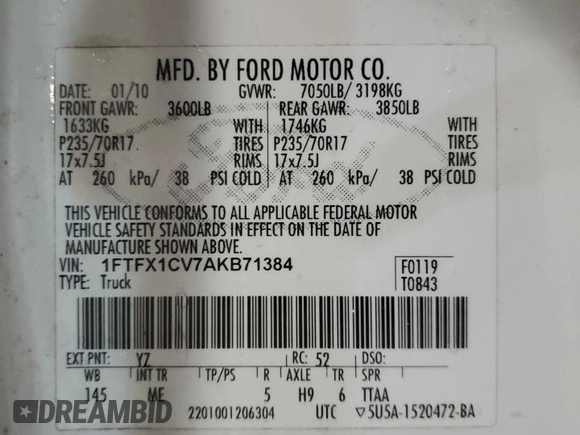 MFD. BY FORD MOTOR CO.
DATE: 01/10 GVWR: 7050LB/ 3198KG
FRONT GAWR: 3600LB REAR GAWR: 3850LB
1633KG WITH 1746KG WITH
P235/70R17 TIRES P235/70R17 TIRES
17x7.5J RIMS 17x7.5J RIMS
AT 260 kPa/ 38 PSI COLD AT 260 kPa/ 38 PSI COLD
THIS VEHICLE CONFORMS TO ALL APPLICABLE FEDERAL MOTOR
VEHICLE SAFETY STANDARDS IN EFFECT ON THE DATE OF
MANUFACTURE SHOWN ABOVE.
VIN: 1FTFX1CV7AKB71384 F0119
TYPE: Truck T0843
EXT PNT: YZ RC: 52 DSO:
WB INT TR TP/PS R AXLE TR SPR
145 ME 5 H9 6 TTAA
2201001206304 UTC ▽5U5A-1520472-BA
DREAMBID